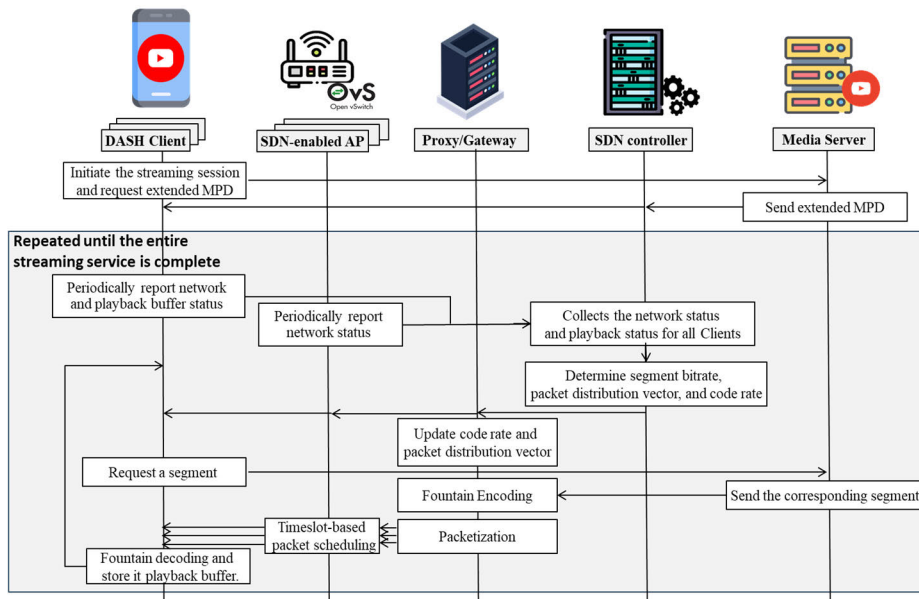 OvS
Open vSwitch
DASH Client
SDN-enabled AP
Proxy/Gateway
SDN controller
Media Server
Initiate the streaming session
and request extended MPD
Send extended MPD
Repeated until the entire
streaming service is complete
Periodically report network
and playback buffer status
Periodically report
network status
Collects the network status
and playback status for all Clients
Determine segment bitrate,
packet distribution vector, and code rate
Update code rate and
packet distribution vector
Request a segment
Fountain Encoding
Send the corresponding segment
Timeslot-based
packet scheduling
Packetization
Fountain decoding and
store it playback buffer.